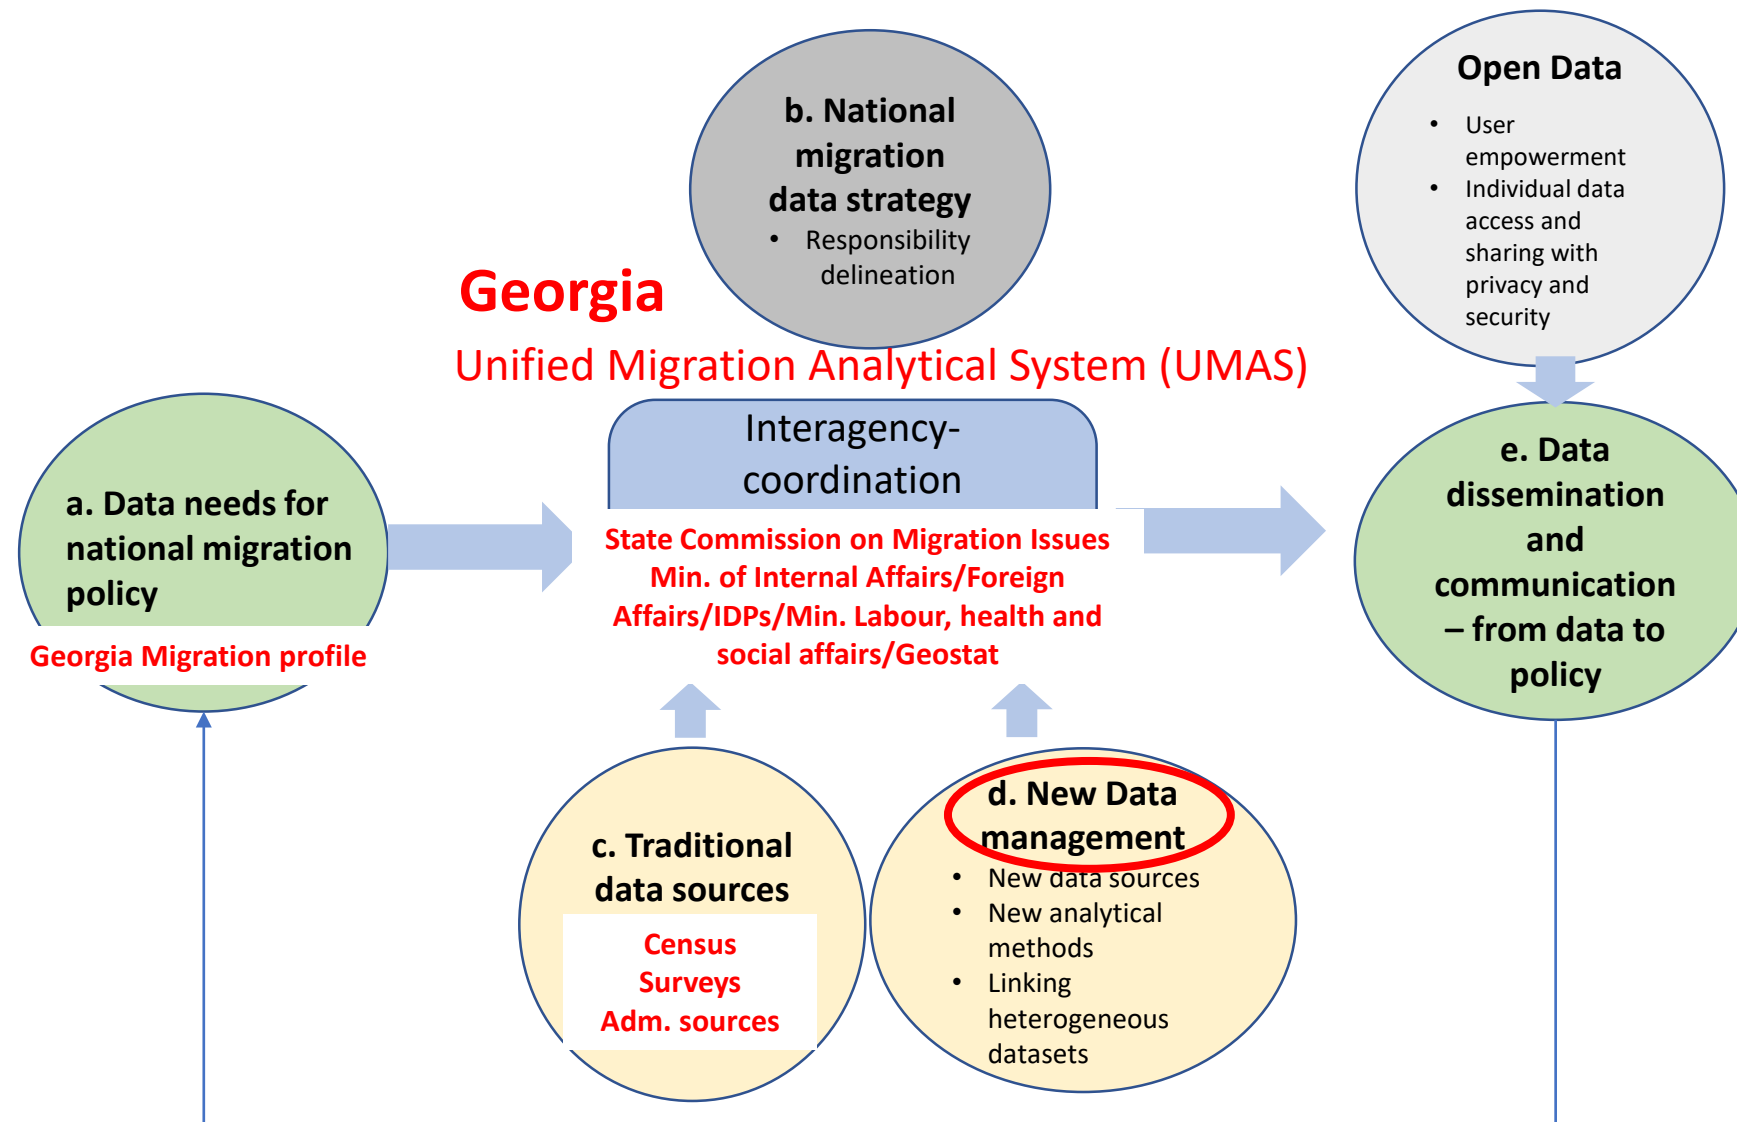 b. National
migration
data strategy
• Responsibility
delineation
Open Data
• User
empowerment
• Individual data
access and
sharing with
privacy and
security
Georgia
Unified Migration Analytical System (UMAS)
a. Data needs for
national migration
policy
Georgia Migration profile
Interagency-
coordination
State Commission on Migration Issues
Min. of Internal Affairs/Foreign
Affairs/IDPs/Min. Labour, health and
social affairs/Geostat
e. Data
dissemination
and
communication
– from data to
policy
c. Traditional
data sources
Census
Surveys
Adm. sources
d. New Data
management
• New data sources
• New analytical
methods
• Linking
heterogeneous
datasets